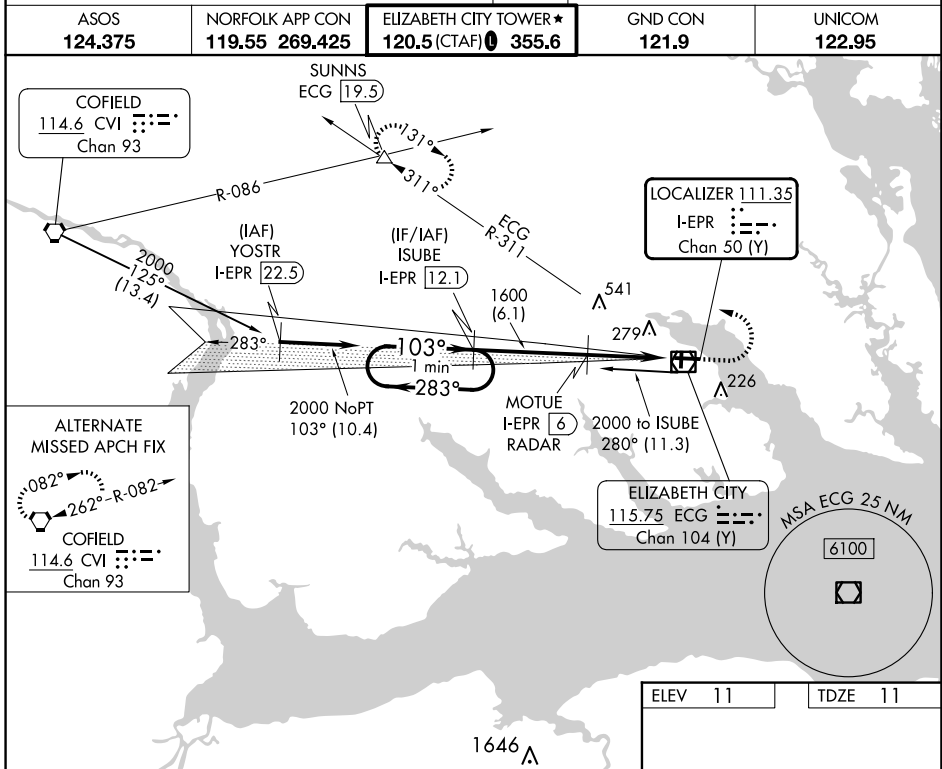 ASOS
124.375
NORFOLK APP CON
119.55 269.425
ELIZABETH CITY TOWER★
120.5 (CTAF) L 355.6
GND CON
121.9
UNICOM
122.95
SUNNS
ECG 19.5
COFIELD
114.6 CVI
Chan 93
131°
311°
R-086
ECG
R-311
LOCALIZER 111.35
I-EPR
Chan 50 (Y)
(IAF)
YOSTR
I-EPR 22.5
(IF/IAF)
ISUBE
I-EPR 12.1
2000
125°
(13.4)
1600
(6.1)
541
279
283°
103°
1 min
283°
226
2000 NoPT
103° (10.4)
MOTUE
I-EPR 6
RADAR
2000 to ISUBE
280° (11.3)
ALTERNATE
MISSED APCH FIX
082°
262°
R-082
COFIELD
114.6 CVI
Chan 93
ELIZABETH CITY
115.75 ECG
Chan 104 (Y)
MSA ECG 25 NM
6100
ELEV 11
TDZE 11
1646